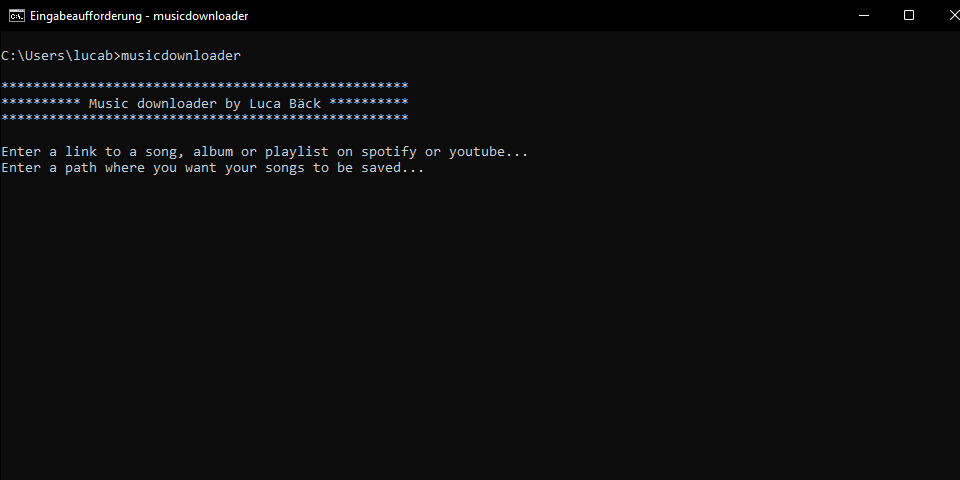 Eingabeaufforderung - musicdownloader
C:\Users\lucab>musicdownloader
***************************************************
********** Music downloader by Luca Bäck **********
***************************************************
Enter a link to a song, album or playlist on spotify or youtube...
Enter a path where you want your songs to be saved...